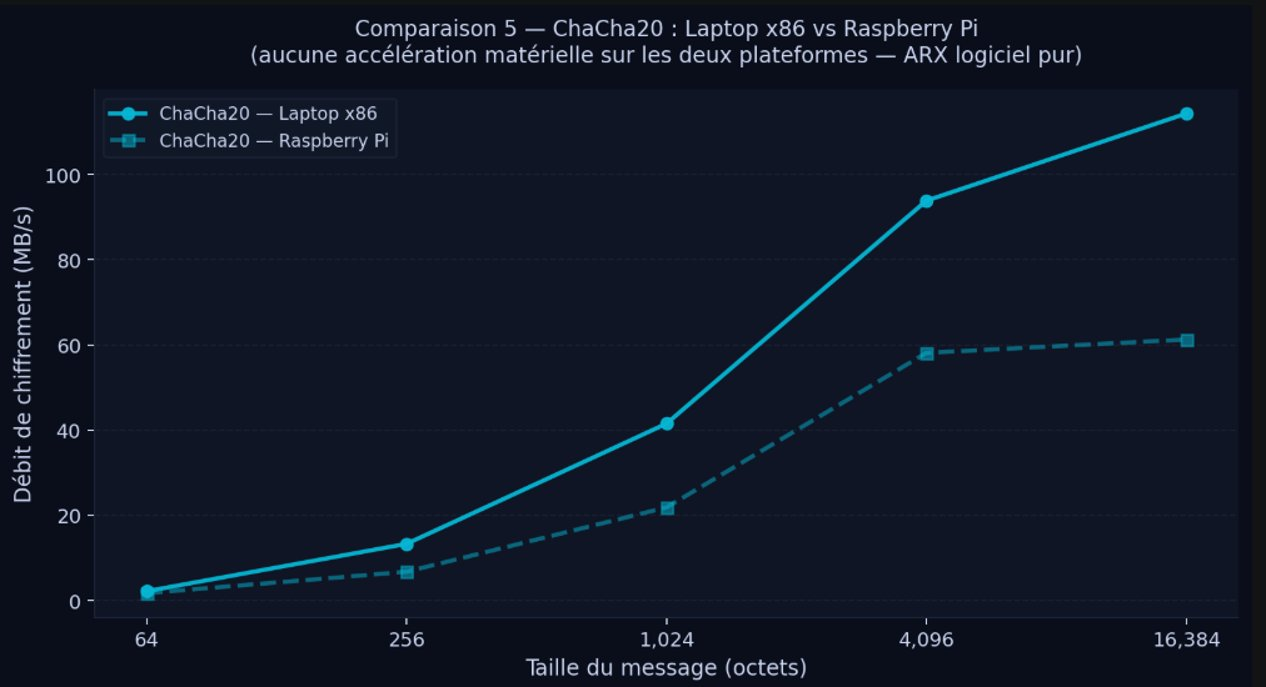 Comparaison 5 — ChaCha20 : Laptop x86 vs Raspberry Pi
(aucune accélération matérielle sur les deux plateformes — ARX logiciel pur)
ChaCha20 — Laptop x86
ChaCha20 — Raspberry Pi
Débit de chiffrement (MB/s)
100
80
60
40
20
0
64
256
1,024
4,096
16,384
Taille du message (octets)